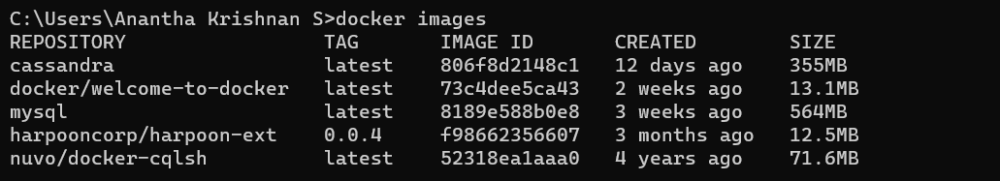 C:\Users\Anantha Krishnan S>docker images
REPOSITORY                 TAG       IMAGE ID       CREATED        SIZE
cassandra                  latest    806f8d2148c1   12 days ago    355MB
docker/welcome-to-docker   latest    73c4dee5ca43   2 weeks ago    13.1MB
mysql                      latest    8189e588b0e8   3 weeks ago    564MB
harpooncorp/harpoon-ext    0.0.4     f98662356607   3 months ago   12.5MB
nuvo/docker-cqlsh          latest    52318ea1aaa0   4 years ago    71.6MB